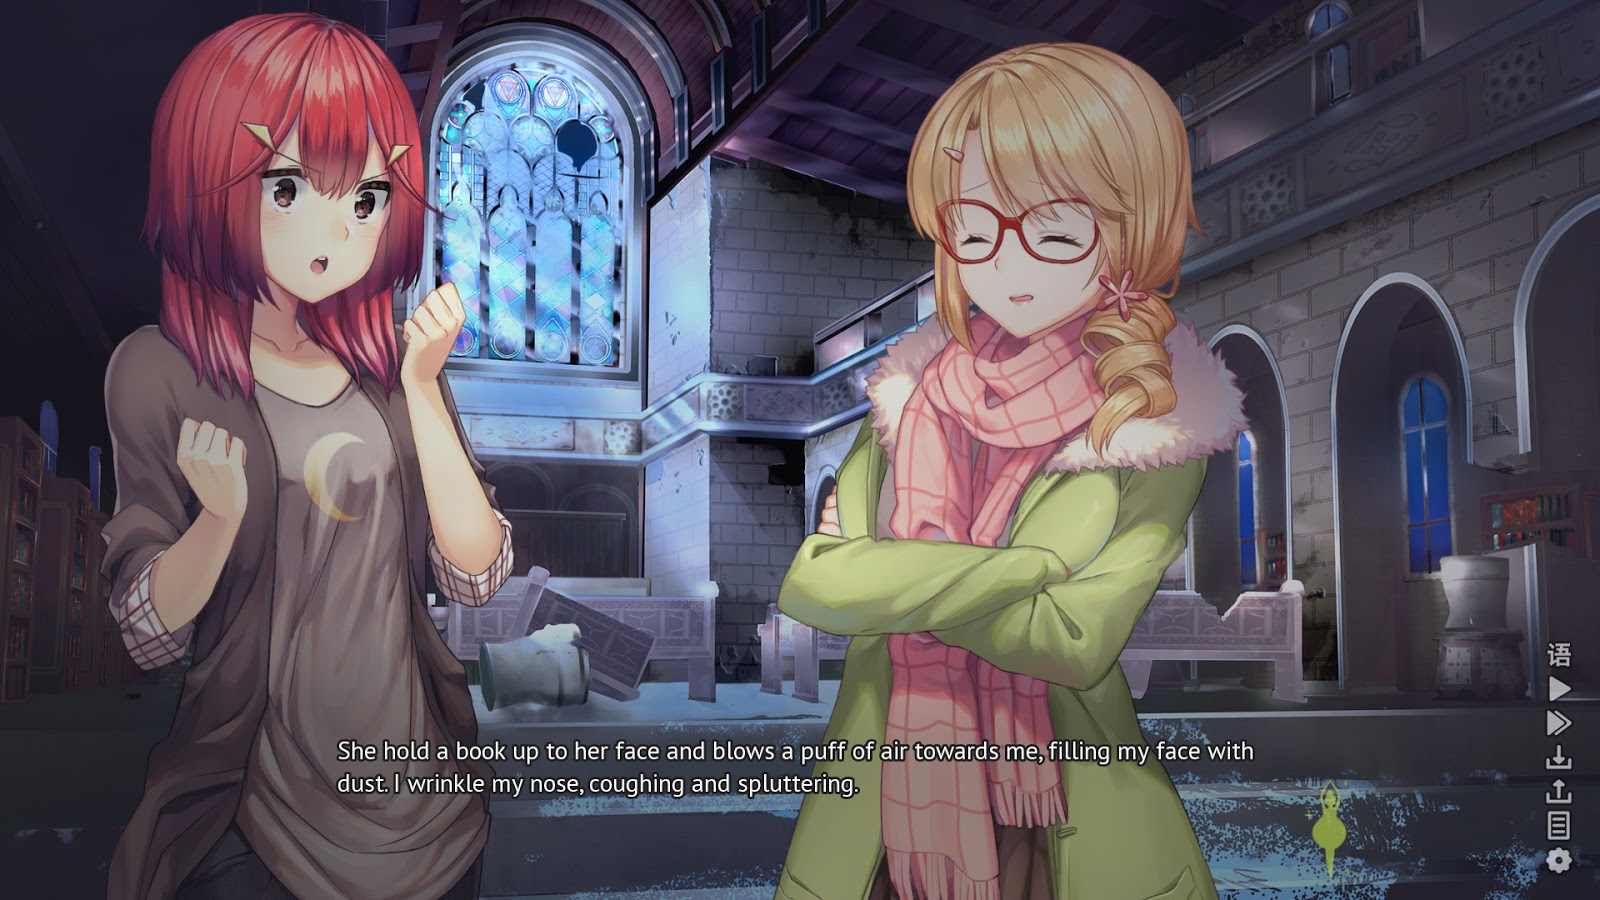 She hold a book up to her face and blows a puff of air towards me, filling my face with
dust. I wrinkle my nose, coughing and spluttering.
语